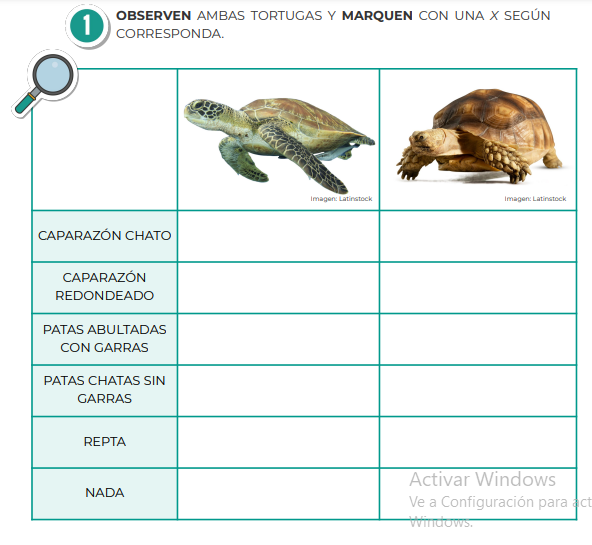 1
OBSERVEN AMBAS TORTUGAS Y MARQUEN CON UNA X SEGÚN
CORRESPONDA.
Imagen: Latinstock
Imagen: Latinstock
CAPARAZÓN CHATO
CAPARAZÓN
REDONDEADO
PATAS ABULTADAS
CON GARRAS
PATAS CHATAS SIN
GARRAS
REPTA
NADA
Activar Windows
Ve a Configuración para act
Windows.